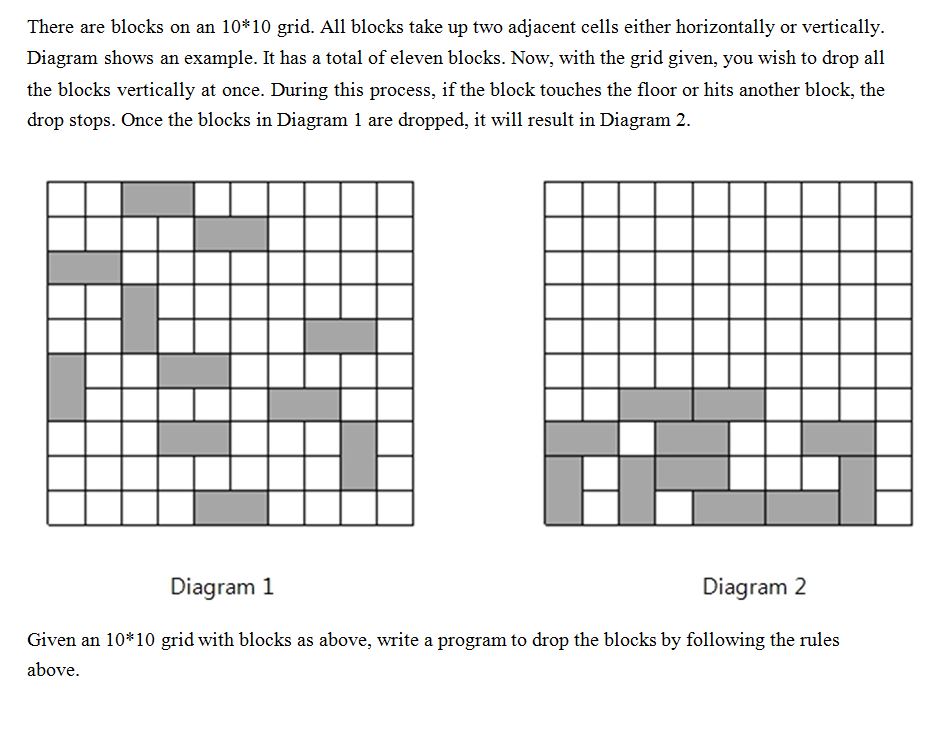 There are blocks on an 10*10 grid. All blocks take up two adjacent cells either horizontally or vertically.
Diagram shows an example. It has a total of eleven blocks. Now, with the grid given, you wish to drop all
the blocks vertically at once. During this process, if the block touches the floor or hits another block, the
drop stops. Once the blocks in Diagram 1 are dropped, it will result in Diagram 2.
Diagram 1
Diagram 2
Given an 10*10 grid with blocks as above, write a program to drop the blocks by following the rules
above.